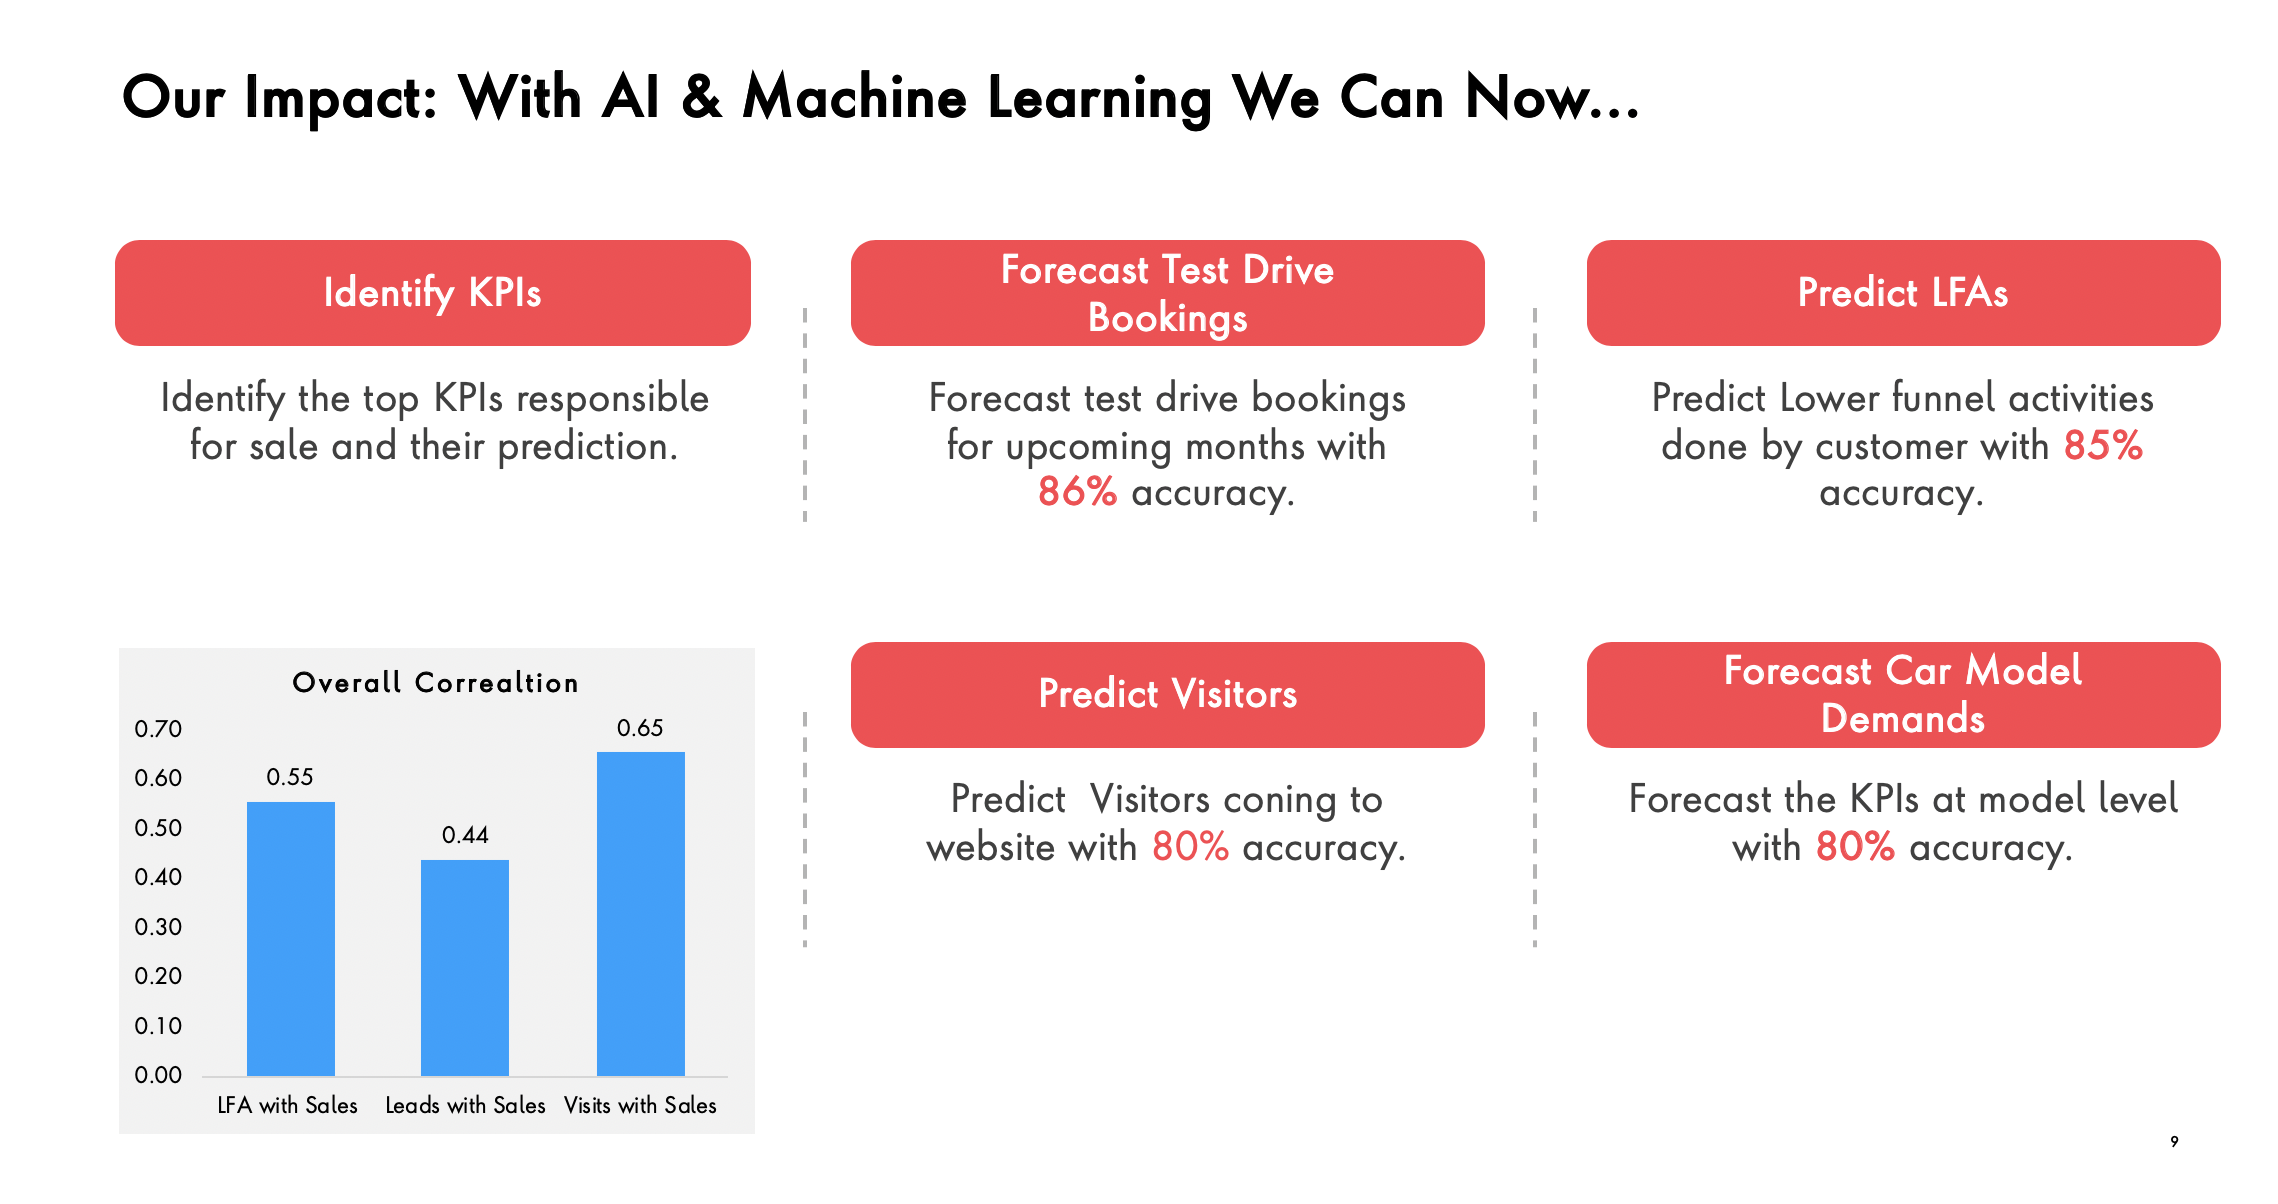 Our Impact: With AI & Machine Learning We Can Now...
Identify KPIs
Identify the top KPIs responsible
for sale and their prediction.
Forecast Test Drive
Bookings
Forecast test drive bookings
for upcoming months with
86% accuracy.
Predict LFAs
Predict Lower funnel activities
done by customer with 85%
accuracy.
Overall Correaltion
0.70
0.60
0.50
0.40
0.30
0.20
0.10
0.00
0.55
0.44
0.65
LFA with Sales
Leads with Sales
Visits with Sales
Predict Visitors
Predict  Visitors coning to
website with 80% accuracy.
Forecast Car Model
Demands
Forecast the KPIs at model level
with 80% accuracy.
9